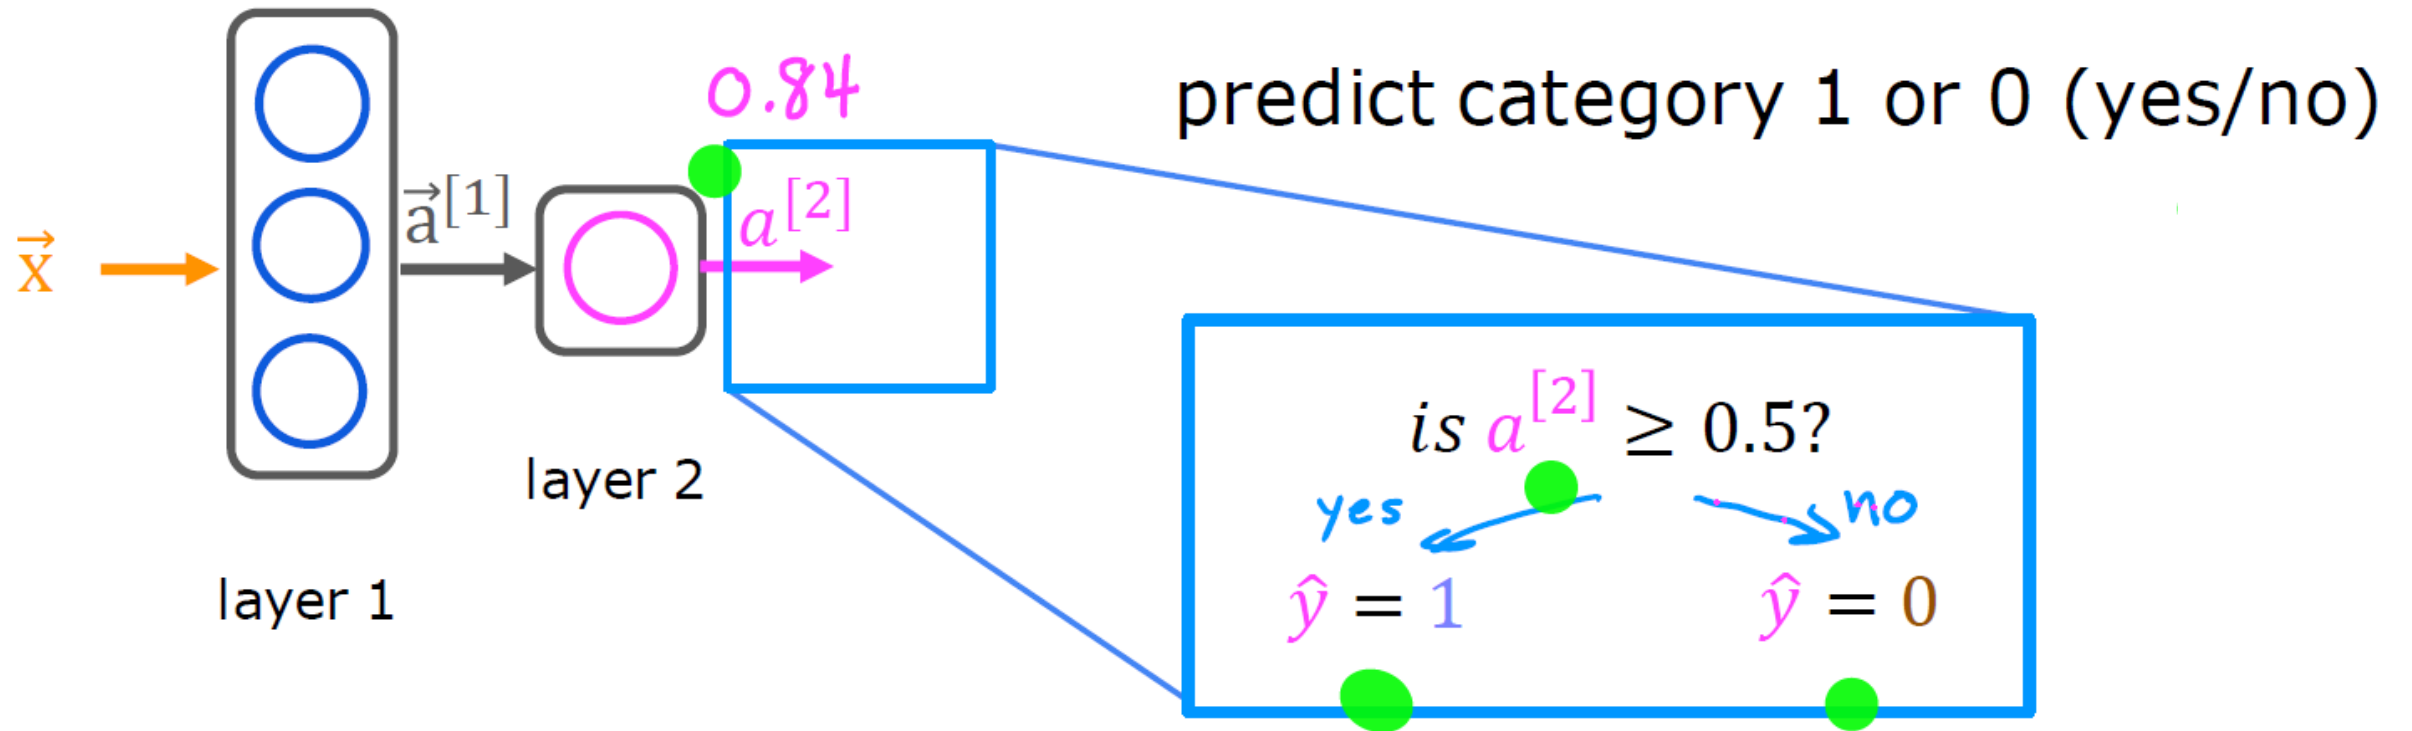 0.84
predict category 1 or 0 (yes/no)
x⃗
a⃗[1]
a[2]
layer 2
layer 1
is a[2] ≥ 0.5?
yes
no
ŷ = 1
ŷ = 0